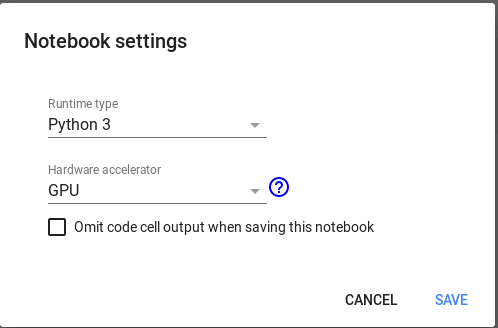 Notebook settings
Runtime type
Python 3
Hardware accelerator
GPU
?
Omit code cell output when saving this notebook
CANCEL SAVE